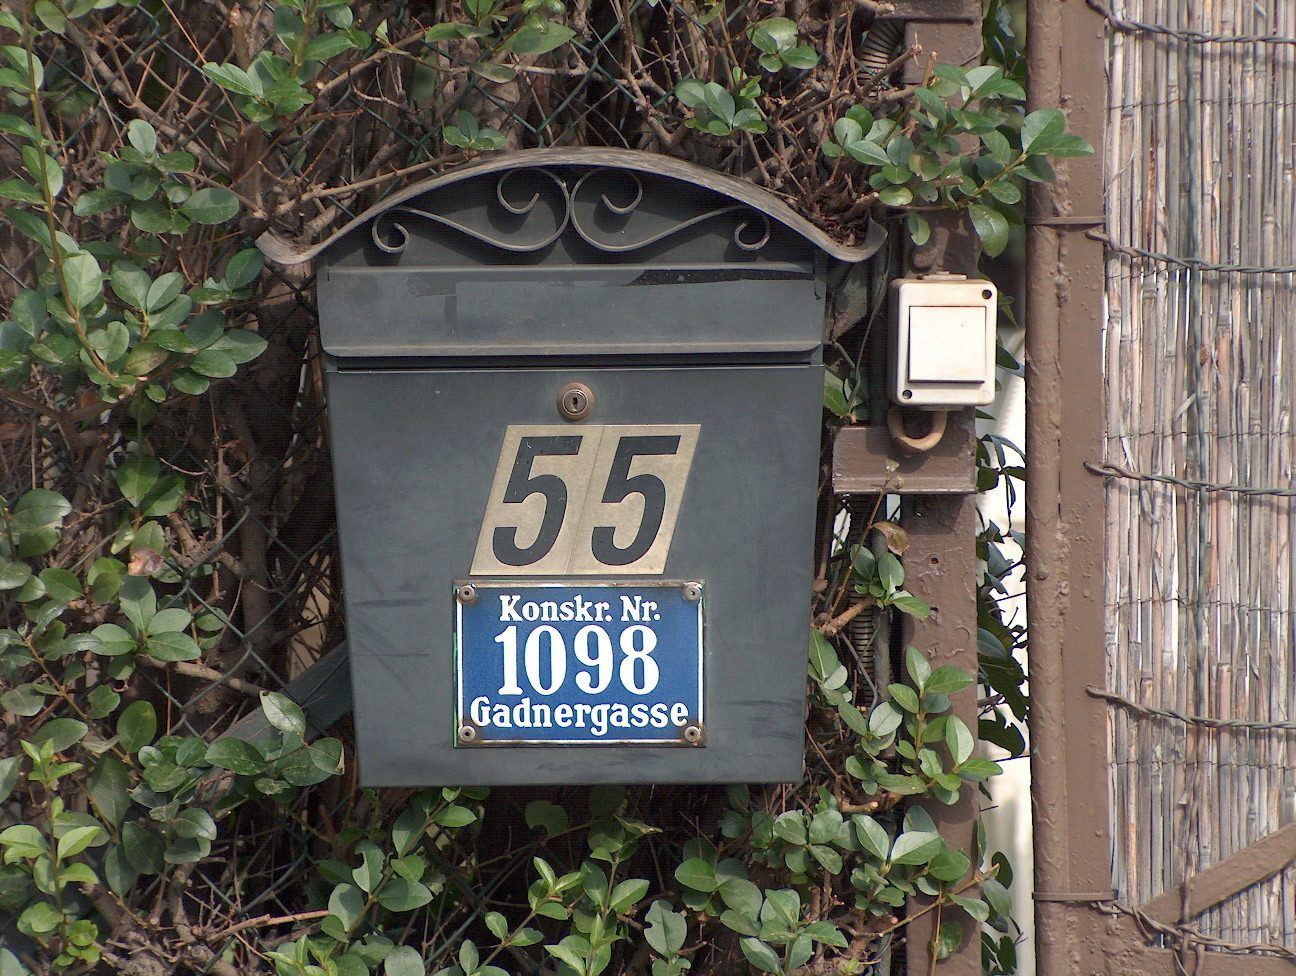 55
Konskr. Nr.
1098
Gadnergasse